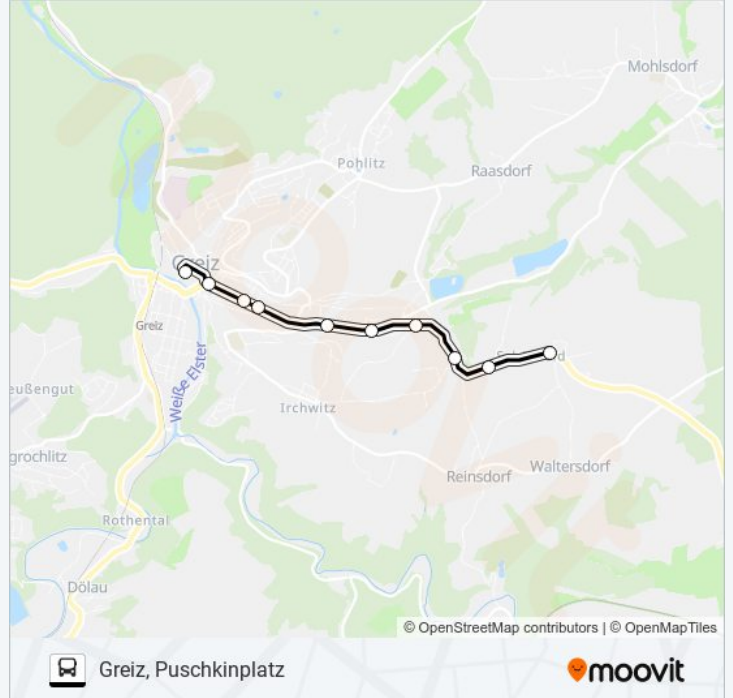 Mohlsdorf
Pohlitz
Raasdorf
Greiz
Greiz
Weiße Elster
eußengut
Irchwitz
grochlitz
Waltersdorf
Reinsdorf
Rothental
Dölau
© OpenStreetMap contributors | © OpenMapTiles
Greiz, Puschkinplatz
moovit